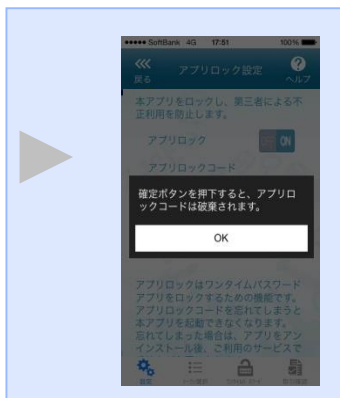 ●●●●● SoftBank 4G 17:51 100%
戻る アプリロック設定 ? ヘルプ
本アプリをロックし、第三者による不
正利用を防止します。
アプリロック ON
アプリロックコード
確定ボタンを押下すると、アプリロ
ックコードは破棄されます。
OK
アプリロックはワンタイムパスワード
アプリをロックするための機能です。
アプリロックコードを忘れてしまうと
本アプリを起動できなくなります。
忘れてしまった場合は、アプリをアン
インストール後、ご利用のサービスで
設定